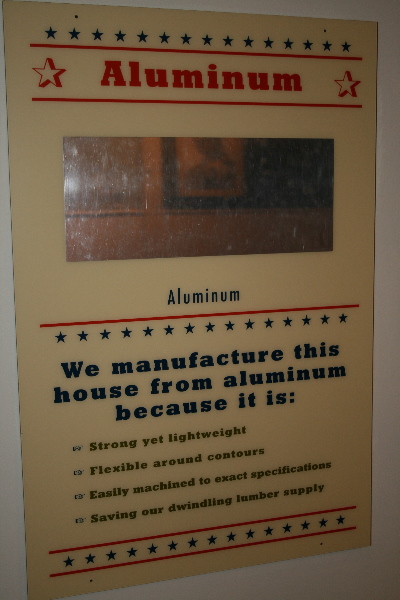 Aluminum
Aluminum
We manufacture this
house from aluminum
because it is:
☞ Strong yet lightweight
☞ Flexible around contours
☞ Easily machined to exact specifications
☞ Saving our dwindling lumber supply